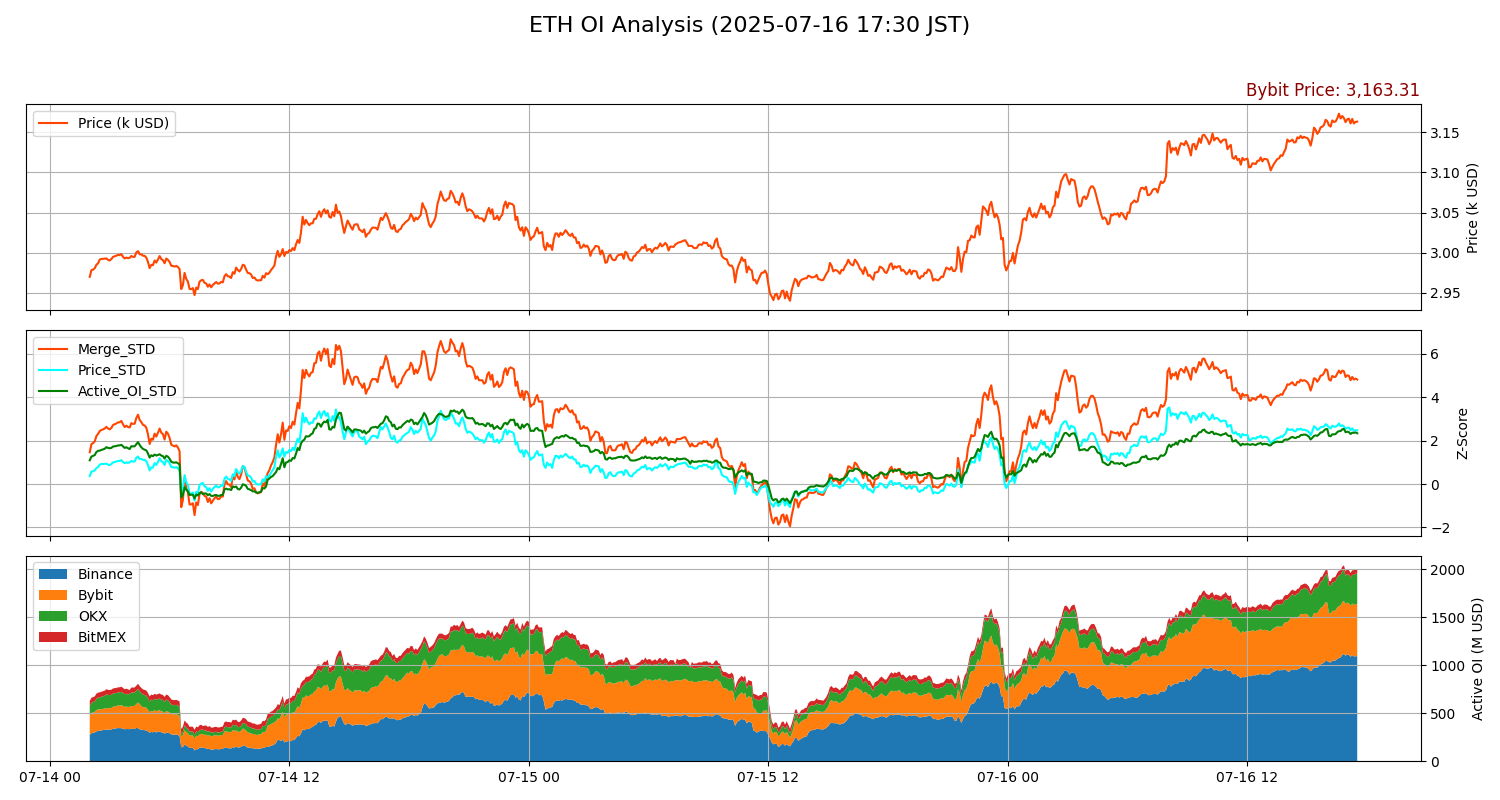 ETH OI Analysis (2025-07-16 17:30 JST)
Bybit Price: 3,163.31
Price (k USD)
3.15
3.10
3.05
3.00
2.95
Price (k USD)
Merge_STD
Price_STD
Active_OI_STD
6
4
2
0
−2
Z-Score
Binance
Bybit
OKX
BitMEX
2000
1500
1000
500
0
Active OI (M USD)
07-14 00
07-14 12
07-15 00
07-15 12
07-16 00
07-16 12